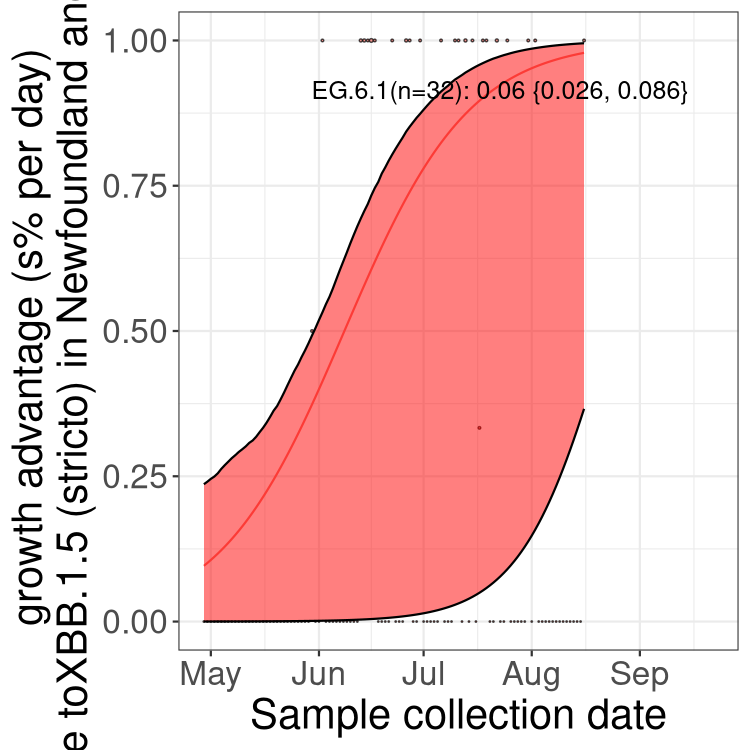 growth advantage (s% per day)
e toXBB.1.5 (stricto) in Newfoundland and
1.00
0.75
0.50
0.25
0.00
EG.6.1(n=32): 0.06 {0.026, 0.086}
May Jun Jul Aug Sep
Sample collection date